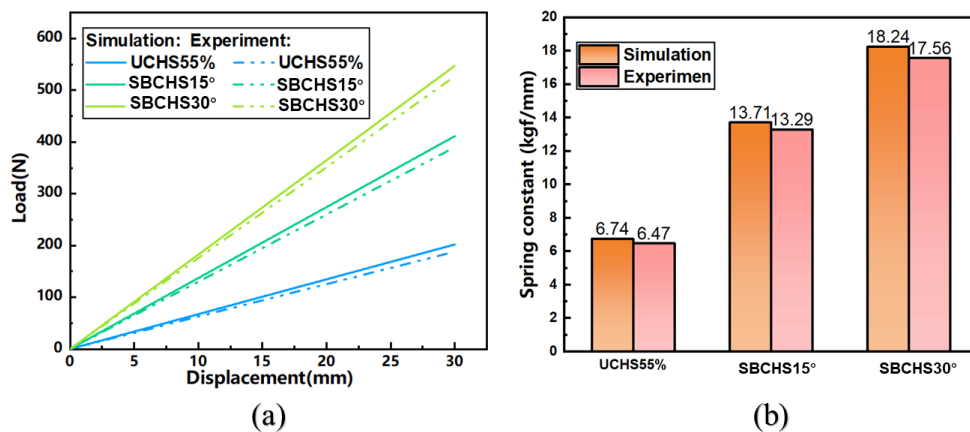 600
500
400
300
200
100
0
Load(N)
Simulation: Experiment:
UCHS55% UCHS55%
SBCHS15° SBCHS15°
SBCHS30° SBCHS30°
0 5 10 15 20 25 30
Displacement(mm)
(a)
20
18
16
14
12
10
8
6
4
2
0
Spring constant (kgf/mm)
Simulation
Experimen
6.74 6.47
13.71 13.29
18.24 17.56
UCHS55% SBCHS15° SBCHS30°
(b)